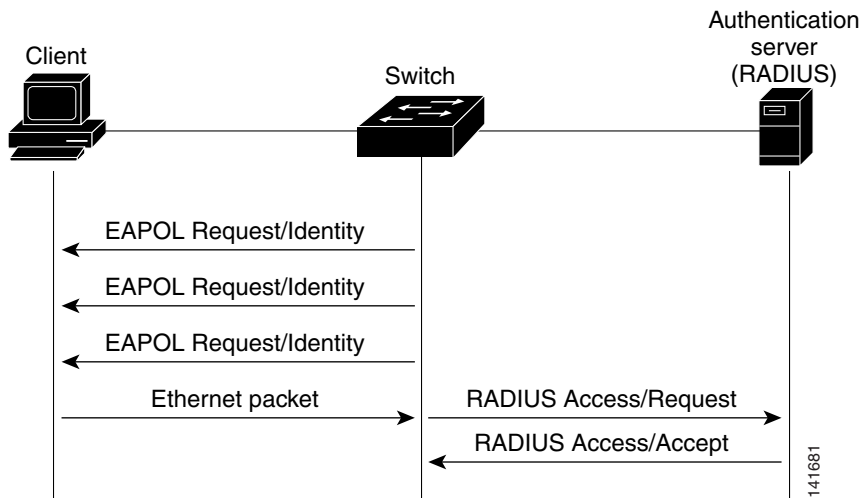 Client
Switch
Authentication
server
(RADIUS)
EAPOL Request/Identity
EAPOL Request/Identity
EAPOL Request/Identity
Ethernet packet
RADIUS Access/Request
RADIUS Access/Accept
141681